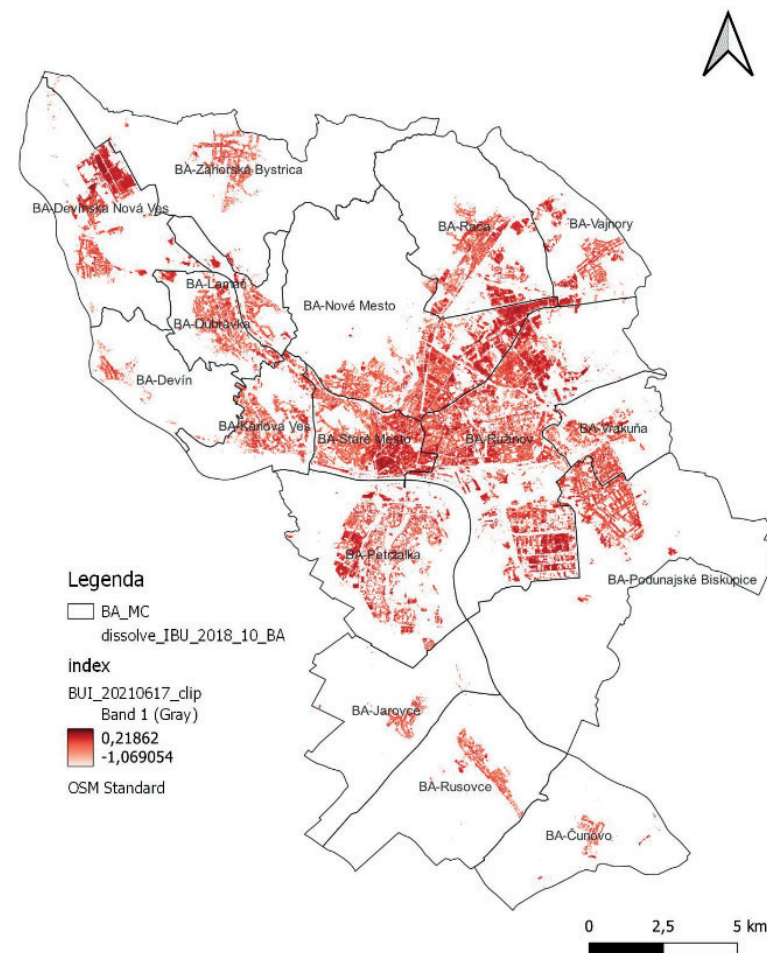 BA-Záhorská Bystrica
BA-Devínska Nová Ves
BA-Rača
BA-Vajnory
BA-Lamač
BA-Nové Mesto
BA-Dúbravka
BA-Devín
BA-Karlova Ves
BA-Staré Mesto
BA-Ružinov
BA-Vrakuňa
BA-Petržalka
BA-Podunajské Biskupice
Legenda
BA_MC
dissolve_IBU_2018_10_BA
index
BUI_20210617_clip
Band 1 (Gray)
0,21862
-1,069054
OSM Standard
BA-Jarovce
BA-Rusovce
BA-Čunovo
0 2,5 5 km